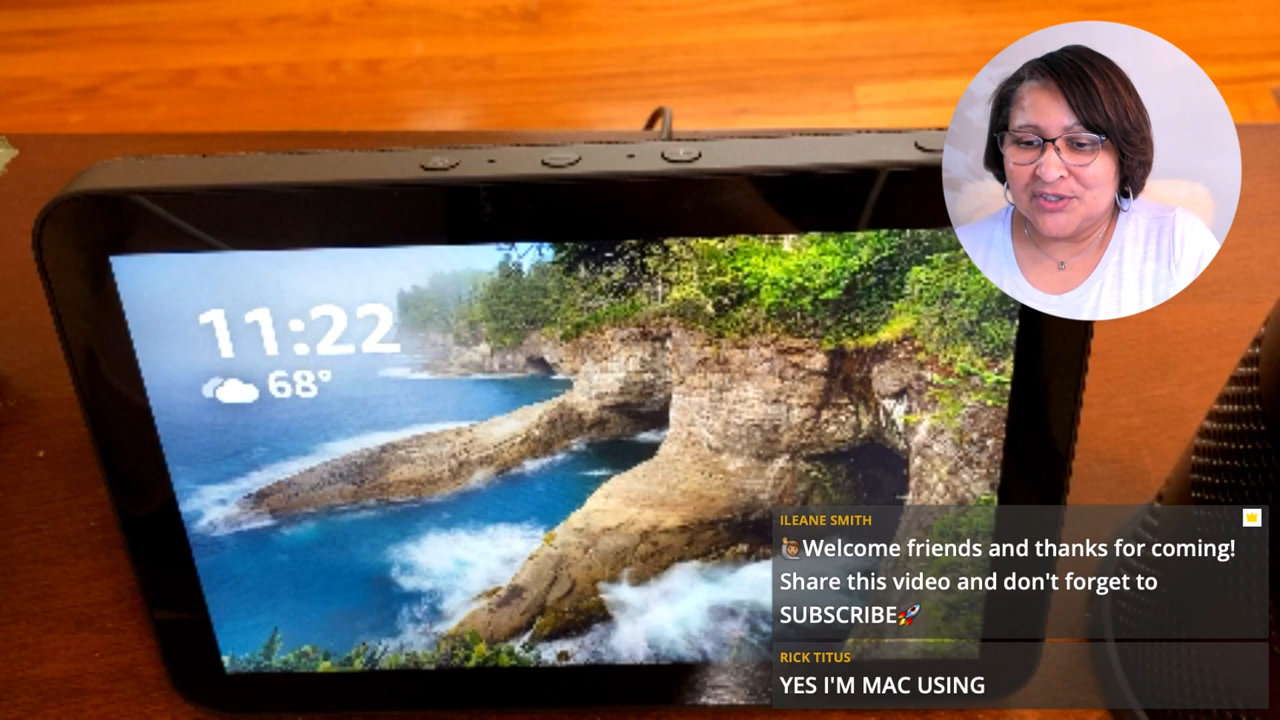 11:22
68°
ILEANE SMITH
🙋🏽Welcome friends and thanks for coming!
Share this video and don't forget to
SUBSCRIBE🚀
RICK TITUS
YES I'M MAC USING